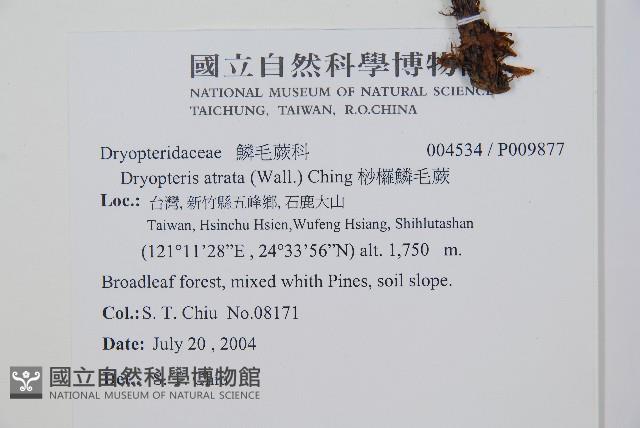 國立自然科學博物
NATIONAL MUSEUM OF NATURAL SCIENCE
TAICHUNG, TAIWAN, R.O.CHINA
Dryopteridaceae 鱗毛蕨科 004534 / P009877
Dryopteris atrata (Wall.) Ching 桫欏鱗毛蕨
Loc.: 台灣, 新竹縣五峰鄉, 石鹿大山
Taiwan, Hsinchu Hsien,Wufeng Hsiang, Shihlutashan
(121°11’28”E , 24°33’56”N) alt. 1,750 m.
Broadleaf forest, mixed whith Pines, soil slope.
Col.: S. T. Chiu No.08171
Date: July 20 , 2004
國立自然科學博物館
NATIONAL MUSEUM OF NATURAL SCIENCE